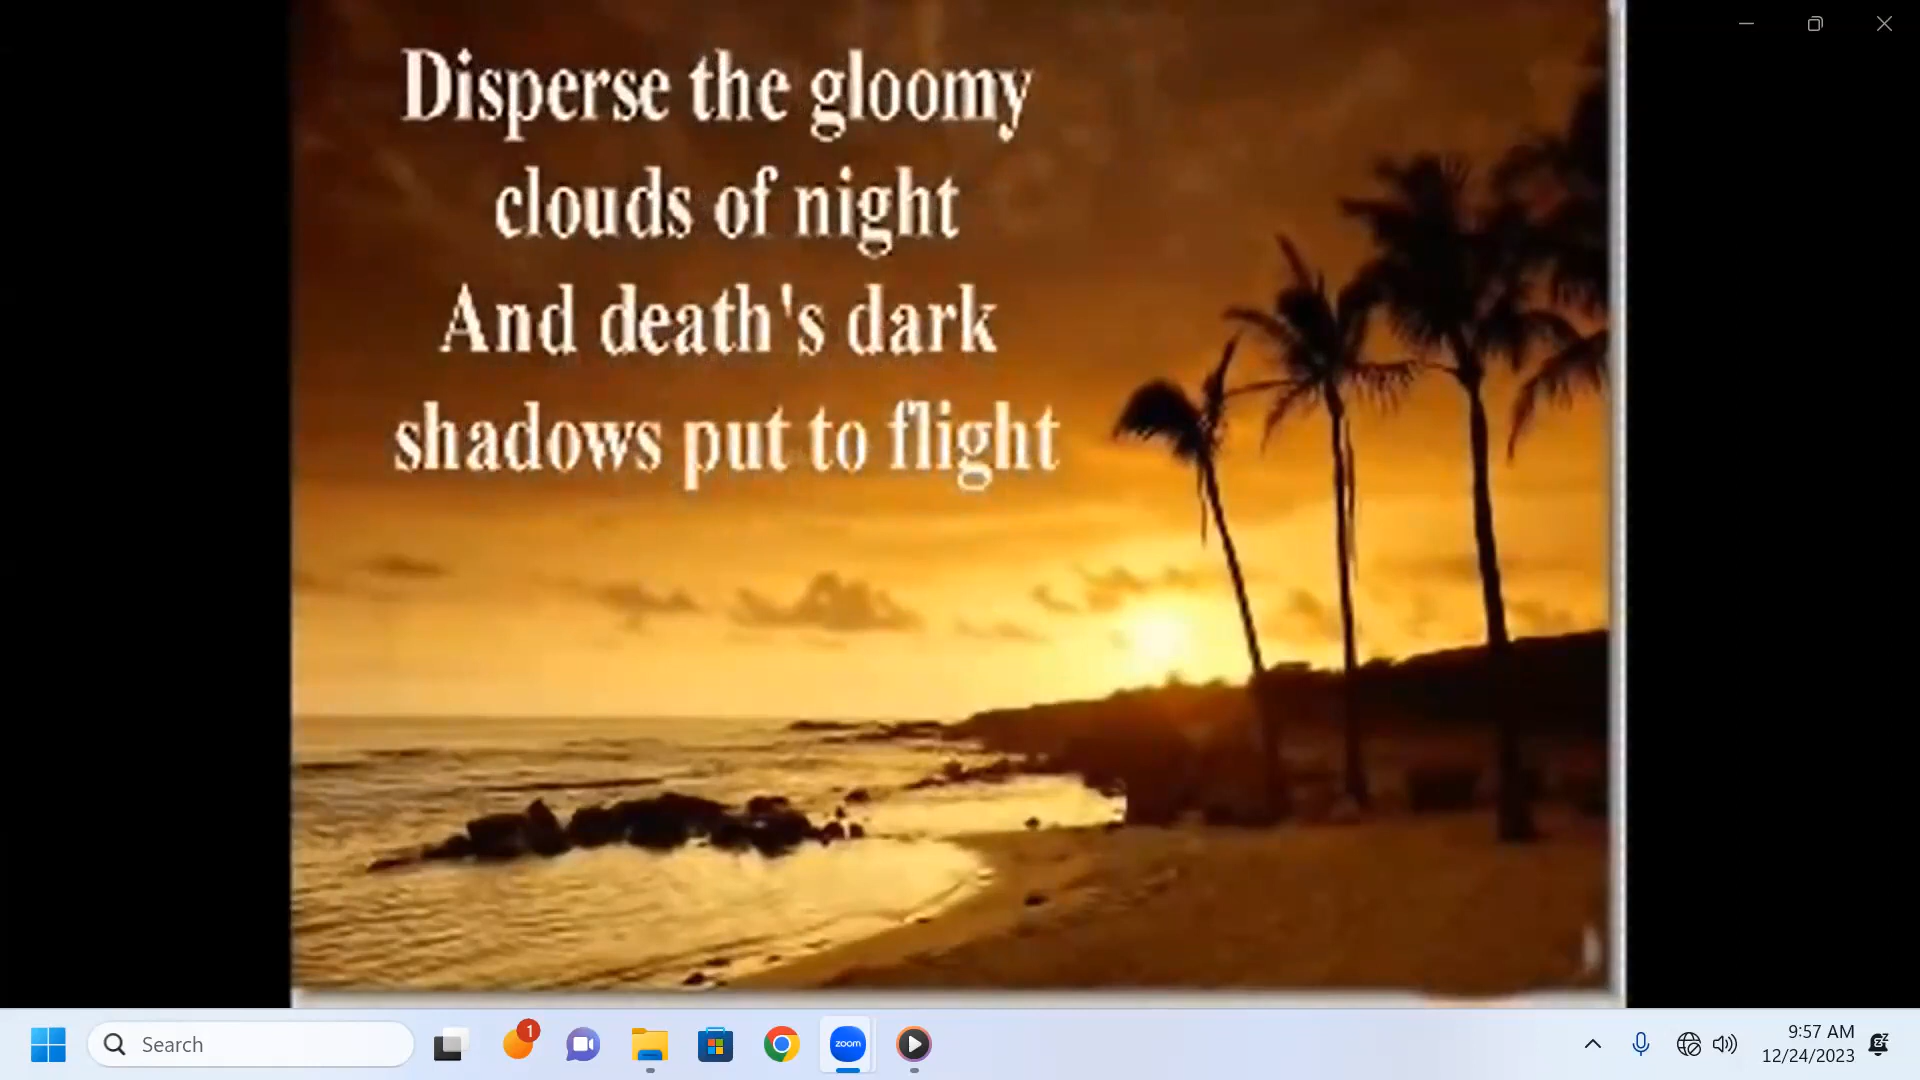 Disperse the gloomy
clouds of night
And death's dark
shadows put to flight
1
Search
zoom
9:57 AM
12/24/2023